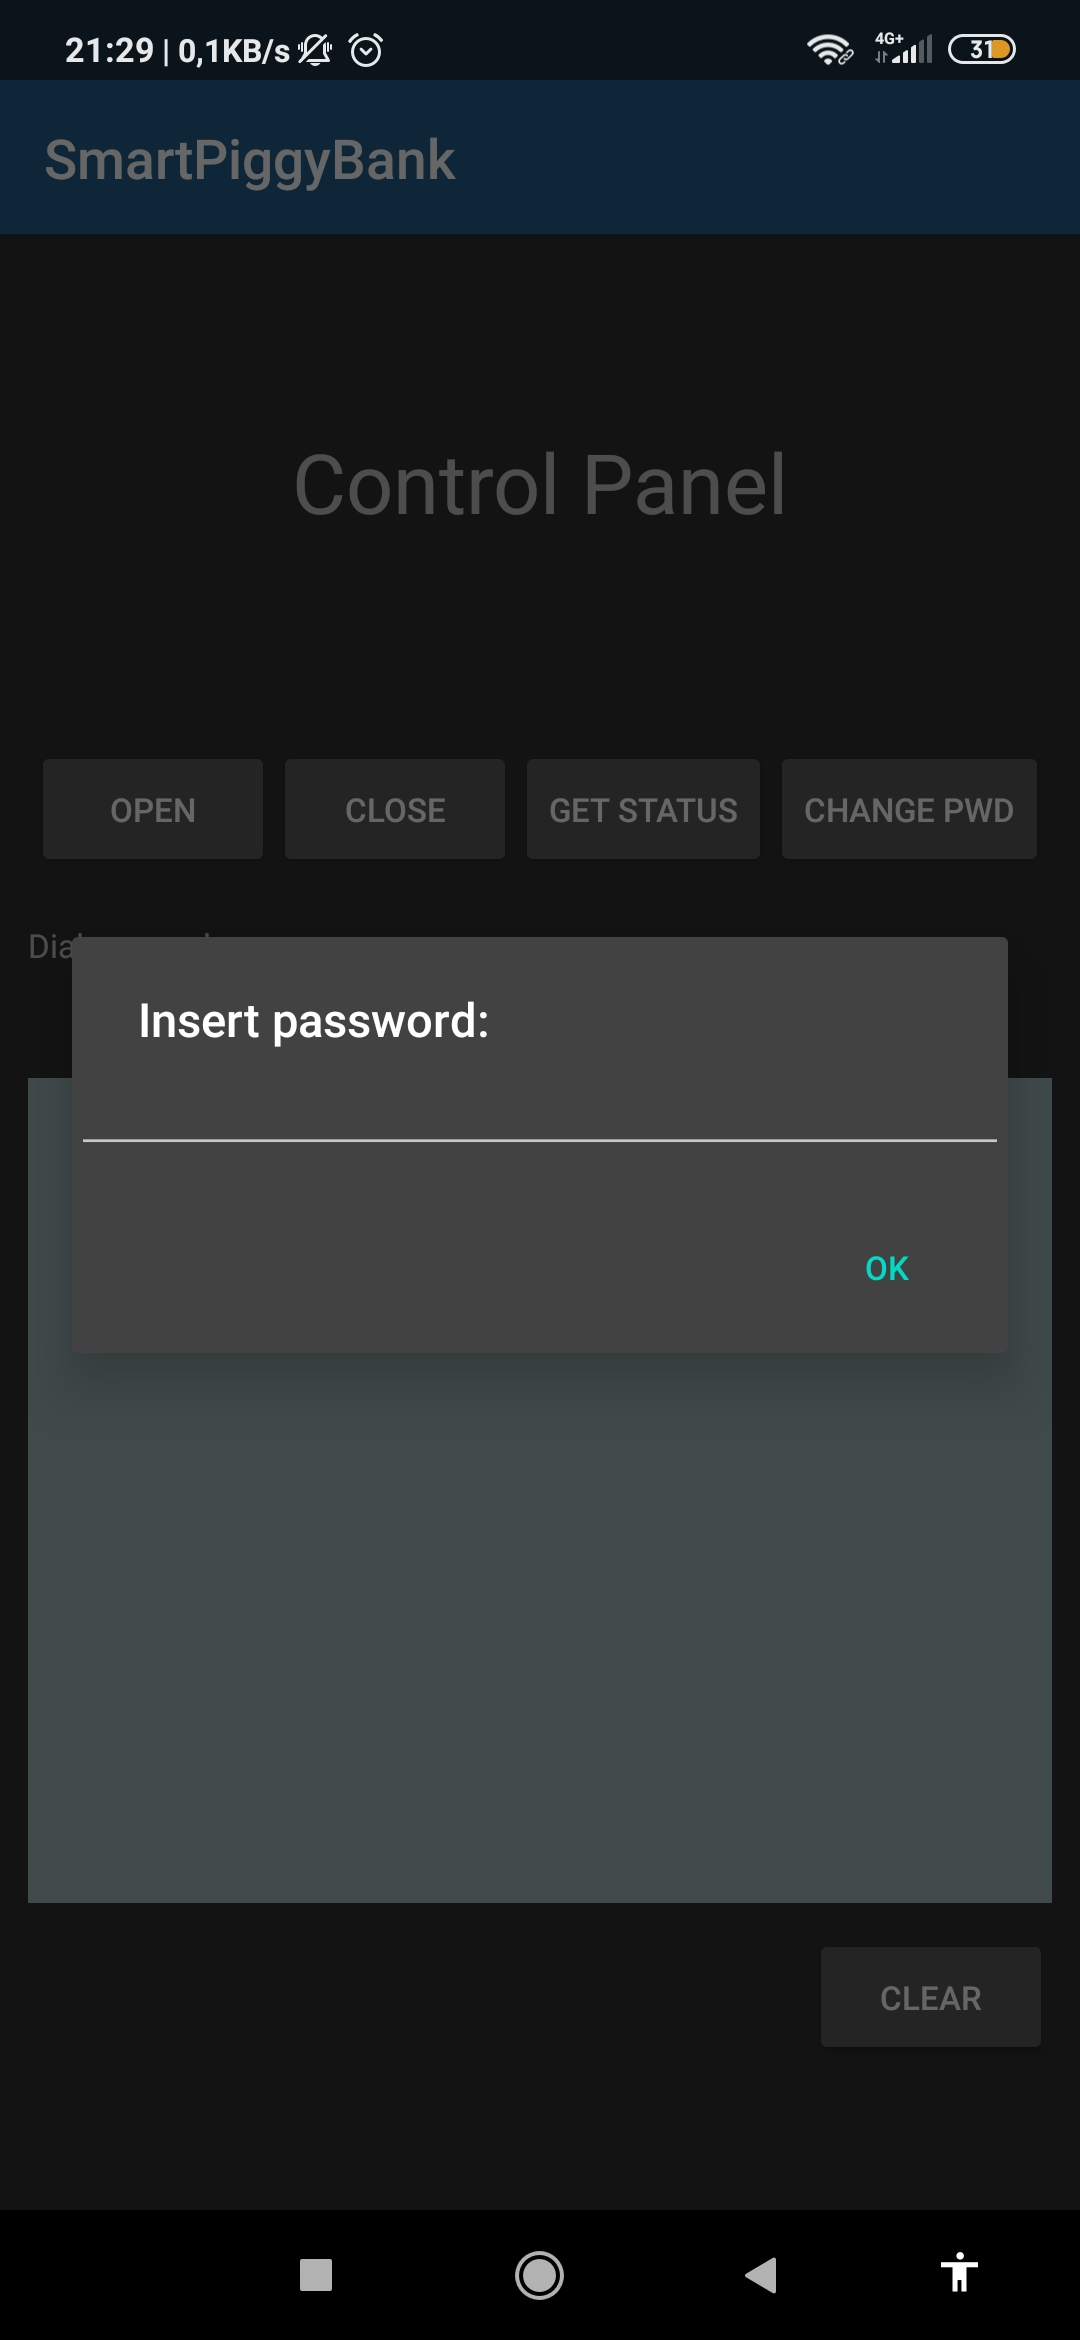 21:29 | 0,1KB/s 4G+ 31
SmartPiggyBank
Control Panel
OPEN CLOSE GET STATUS CHANGE PWD
Insert password:
OK
CLEAR